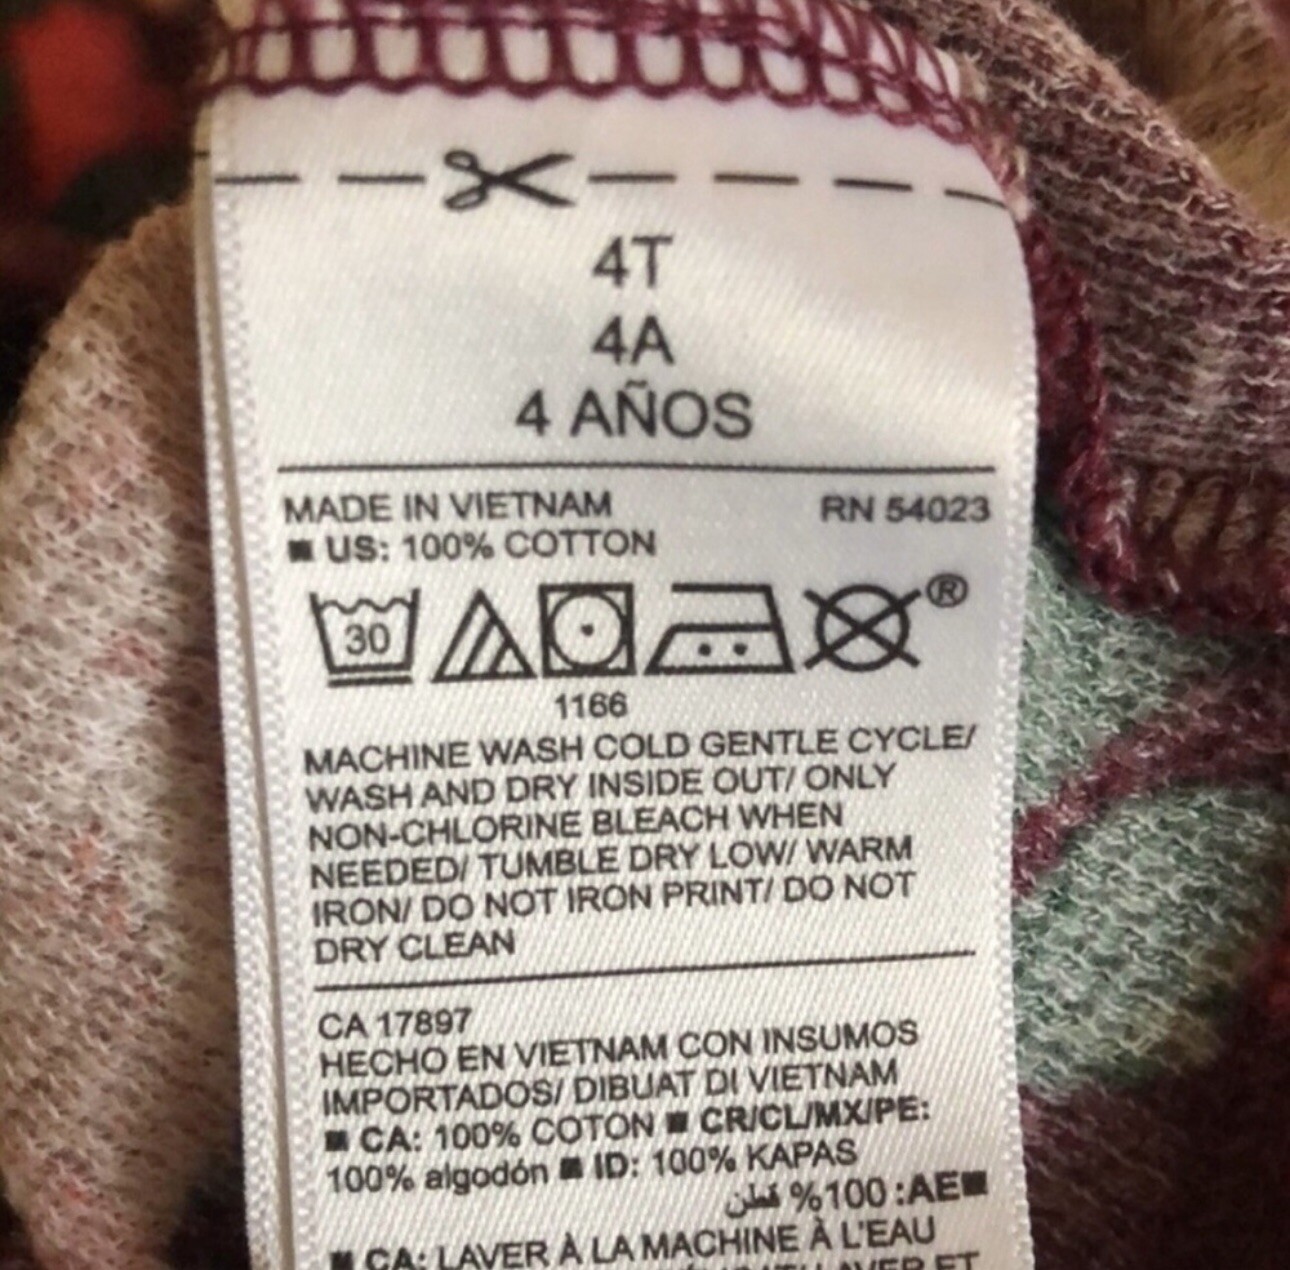 4T
4A
4 AÑOS
MADE IN VIETNAM RN 54023
■ US: 100% COTTON
30 ®
1166
MACHINE WASH COLD GENTLE CYCLE/
WASH AND DRY INSIDE OUT/ ONLY
NON-CHLORINE BLEACH WHEN
NEEDED/ TUMBLE DRY LOW/ WARM
IRON/ DO NOT IRON PRINT/ DO NOT
DRY CLEAN
CA 17897
HECHO EN VIETNAM CON INSUMOS
IMPORTADOS/ DIBUAT DI VIETNAM
■ CA: 100% COTON ■ CR/CL/MX/PE:
100% algodón ■ ID: 100% KAPAS
■AE: 100% قطن
■ CA: LAVER À LA MACHINE À L'EAU
LAVER ET